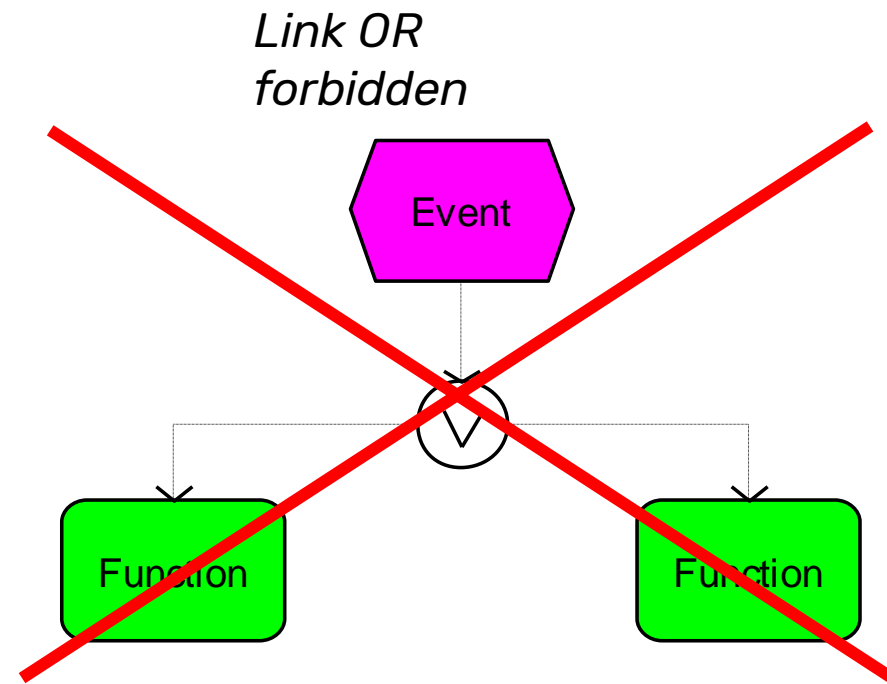 Link OR
forbidden
Event
Function
Function